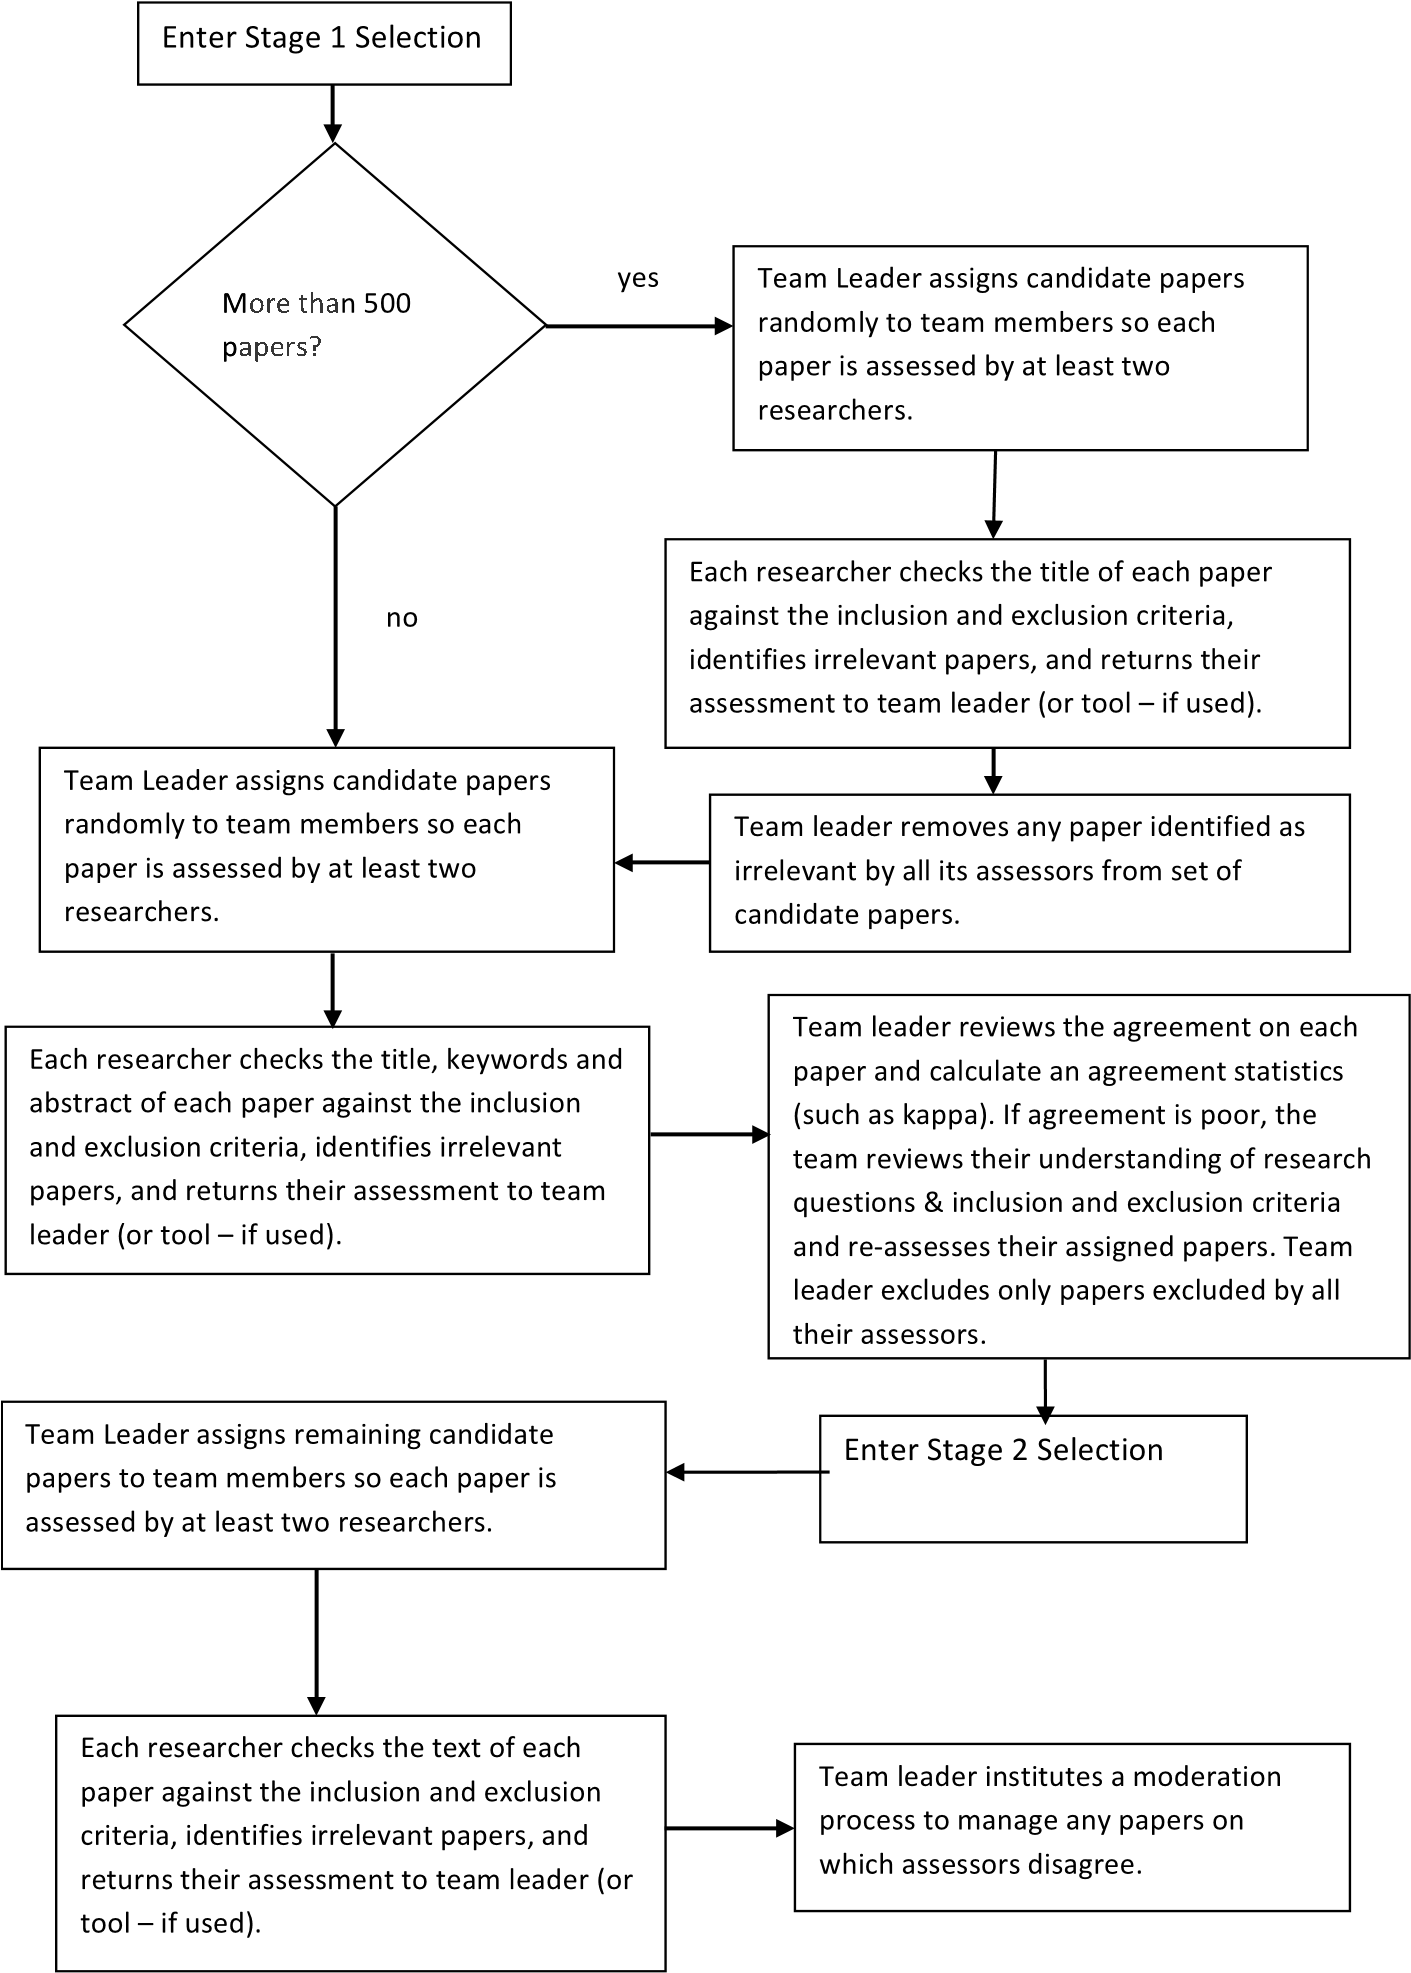 Enter Stage 1 Selection
More than 500
papers?
yes
Team Leader assigns candidate papers
randomly to team members so each
paper is assessed by at least two
researchers.
Each researcher checks the title of each paper
against the inclusion and exclusion criteria,
identifies irrelevant papers, and returns their
assessment to team leader (or tool – if used).
no
Team Leader assigns candidate papers
randomly to team members so each
paper is assessed by at least two
researchers.
Team leader removes any paper identified as
irrelevant by all its assessors from set of
candidate papers.
Each researcher checks the title, keywords and
abstract of each paper against the inclusion
and exclusion criteria, identifies irrelevant
papers, and returns their assessment to team
leader (or tool – if used).
Team leader reviews the agreement on each
paper and calculate an agreement statistics
(such as kappa). If agreement is poor, the
team reviews their understanding of research
questions & inclusion and exclusion criteria
and re-assesses their assigned papers. Team
leader excludes only papers excluded by all
their assessors.
Enter Stage 2 Selection
Team Leader assigns remaining candidate
papers to team members so each paper is
assessed by at least two researchers.
Each researcher checks the text of each
paper against the inclusion and exclusion
criteria, identifies irrelevant papers, and
returns their assessment to team leader (or
tool – if used).
Team leader institutes a moderation
process to manage any papers on
which assessors disagree.